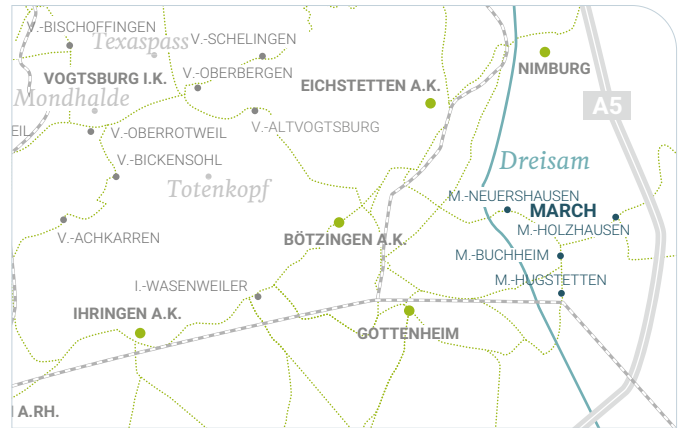 V.-BISCHOFFINGEN
Texaspass
V.-SCHELINGEN
VOGTSBURG I.K.
V.-OBERBERGEN
NIMBURG
EICHSTETTEN A.K.
Mondhalde
A5
EIL
V.-OBERROTWEIL
V.-ALTVOGTSBURG
V.-BICKENSOHL
Dreisam
Totenkopf
M.-NEUERSHAUSEN
MARCH
M.-HOLZHAUSEN
V.-ACHKARREN
BÖTZINGEN A.K.
M.-BUCHHEIM
M.-HUGSTETTEN
I.-WASENWEILER
IHRINGEN A.K.
GOTTENHEIM
A.RH.